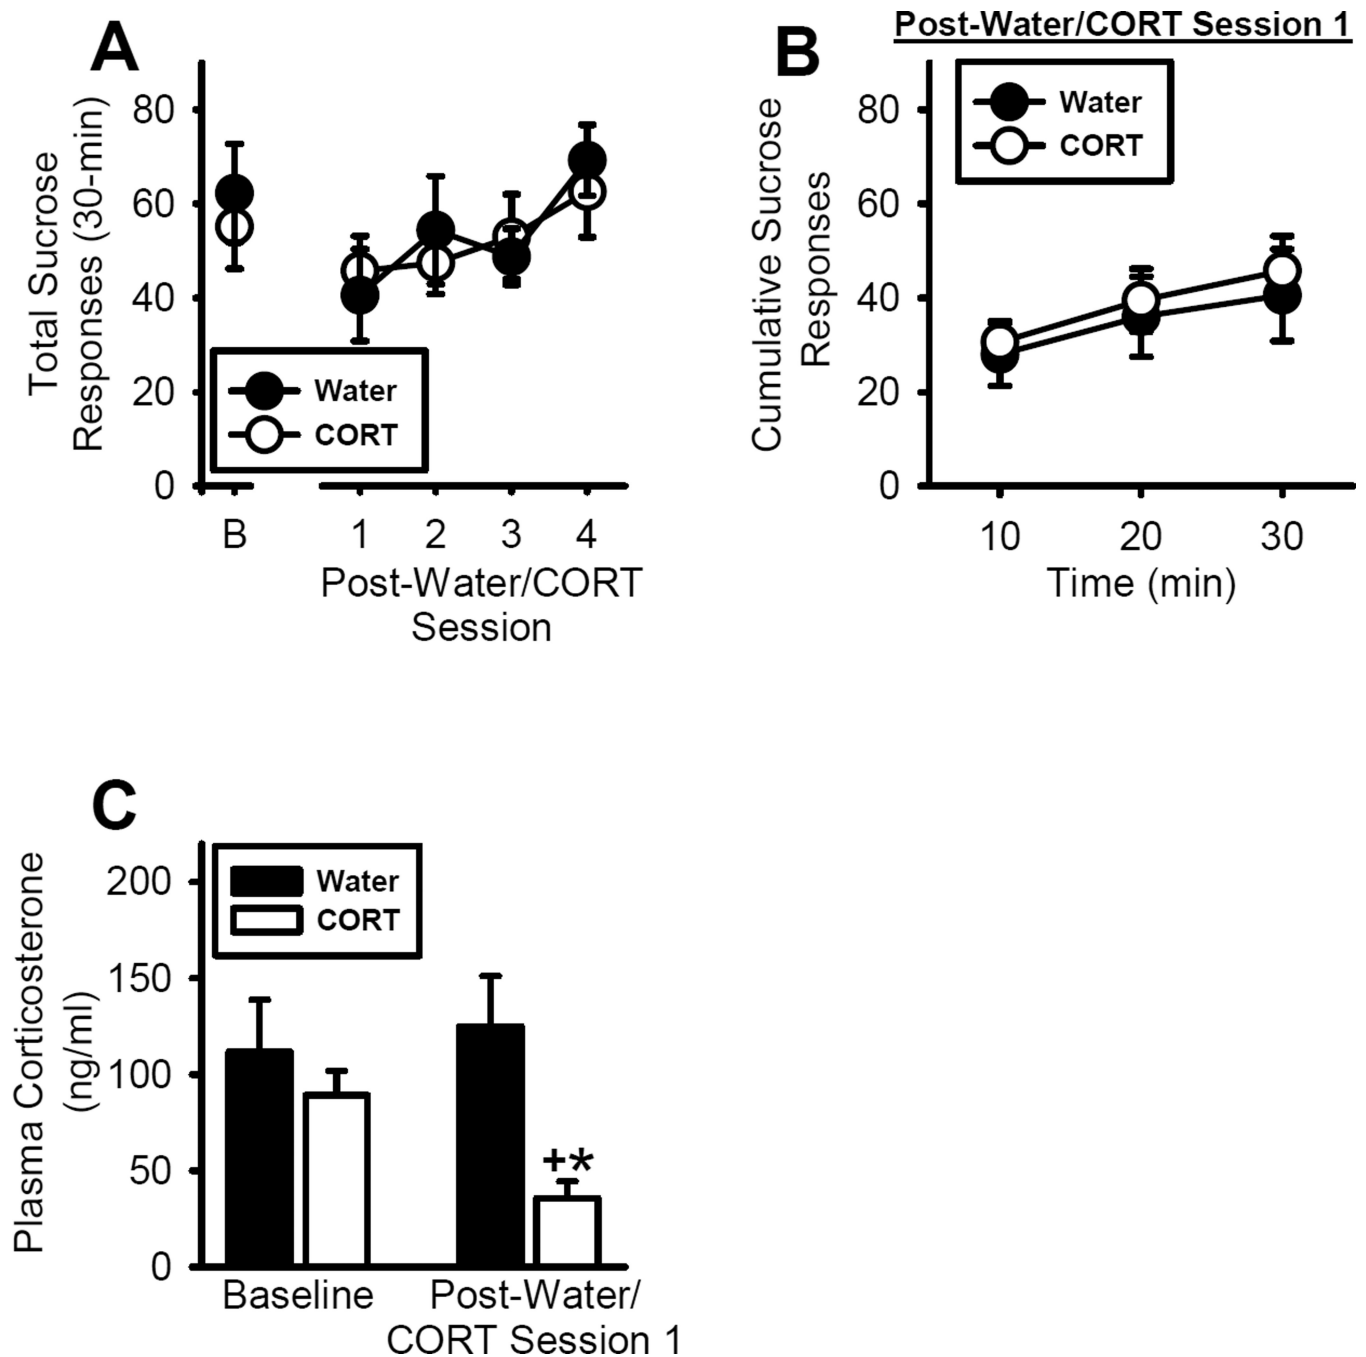 A
Total Sucrose
Responses (30-min)
80
60
40
20
0
Water
CORT
B
1
2
3
4
Post-Water/CORT
Session
B
Post-Water/CORT Session 1
Cumulative Sucrose
Responses
80
60
40
20
0
Water
CORT
10
20
30
Time (min)
C
Plasma Corticosterone
(ng/ml)
200
150
100
50
0
Water
CORT
+*
Baseline
Post-Water/
CORT Session 1